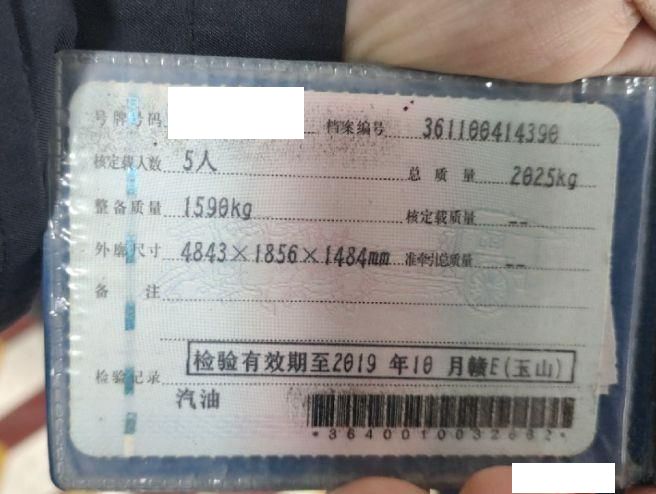 号牌号码 档案编号 361100414390
核定载人数 5人 总质量 2025kg
整备质量 1590kg 核定载质量 --
外廓尺寸 4843×1856×1484mm 准牵引总质量 --
备注
检验记录 检验有效期至2019 年10 月赣E(玉山)
汽油
*3640010032662*